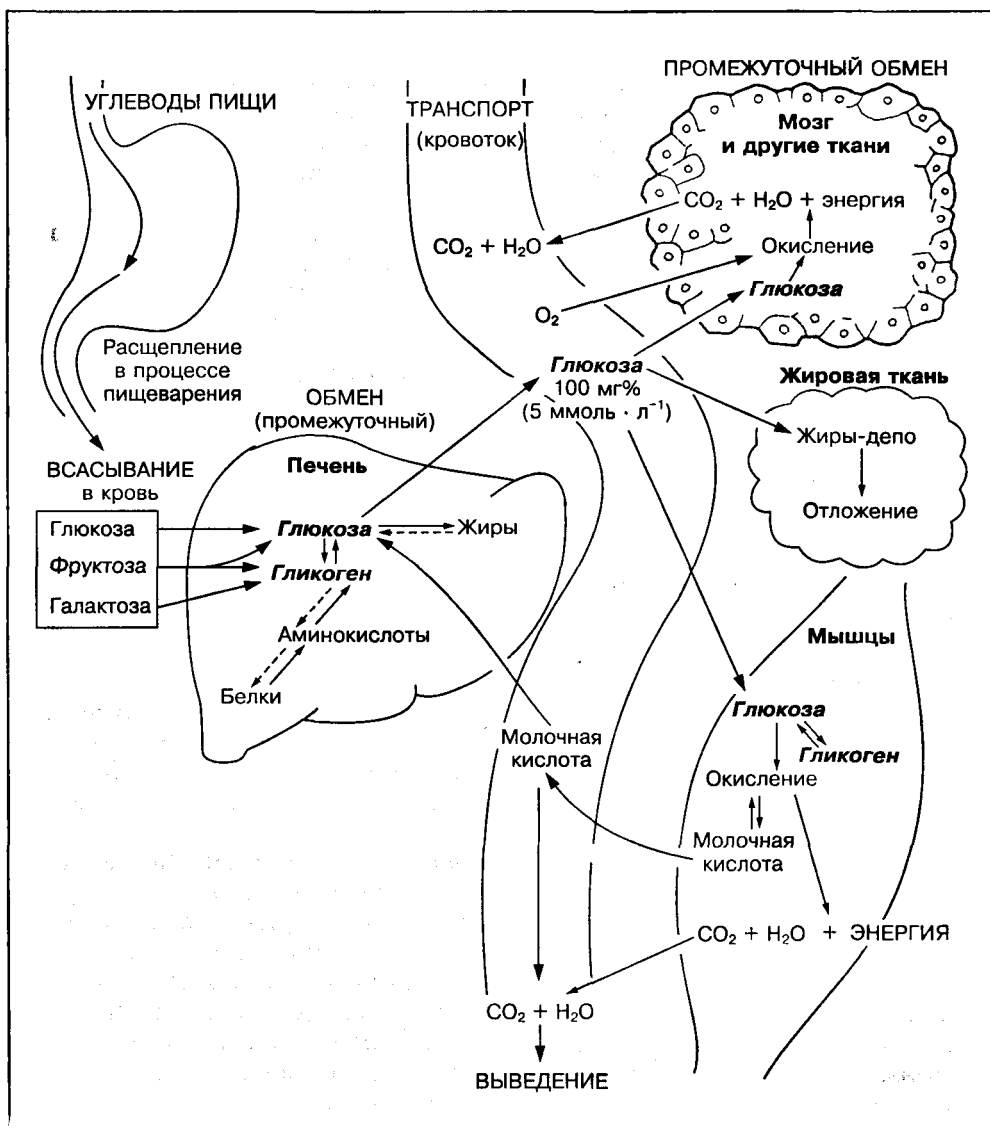 УГЛЕВОДЫ ПИЩИ
Расщепление
в процессе
пищеварения
ВСАСЫВАНИЕ
в кровь
Глюкоза
Фруктоза
Галактоза
ОБМЕН
(промежуточный)
Печень
Глюкоза
Жиры
Гликоген
Аминокислоты
Белки
ТРАНСПОРТ
(кровоток)
CO₂ + H₂O
O₂
Глюкоза
100 мг%
(5 ммоль · л⁻¹)
Молочная
кислота
CO₂ + H₂O
ВЫВЕДЕНИЕ
ПРОМЕЖУТОЧНЫЙ ОБМЕН
Мозг
и другие ткани
CO₂ + H₂O + энергия
Окисление
Глюкоза
Жировая ткань
Жиры-депо
Отложение
Мышцы
Глюкоза
Гликоген
Окисление
Молочная
кислота
CO₂ + H₂O + ЭНЕРГИЯ